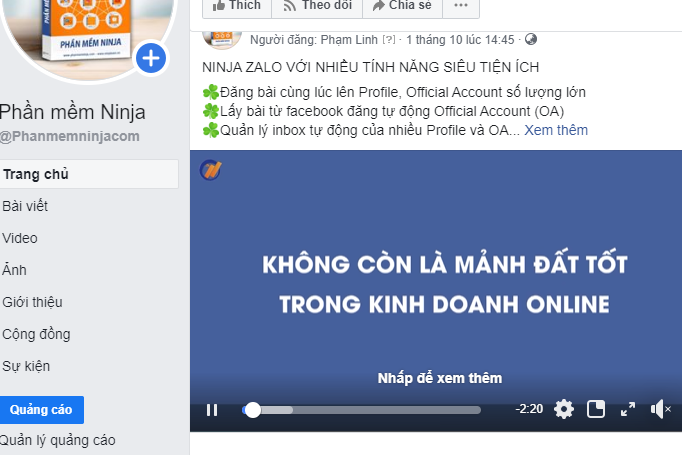 Thích
Theo dõi
Chia sẻ
PHẦN MỀM NINJA
Phần mềm Ninja
@Phanmemninjacom
Trang chủ
Bài viết
Video
Ảnh
Giới thiệu
Cộng đồng
Sự kiện
Quảng cáo
Quản lý quảng cáo
Người đăng: Phạm Linh [?] · 1 tháng 10 lúc 14:45 ·
NINJA ZALO VỚI NHIỀU TÍNH NĂNG SIÊU TIỆN ÍCH
Đăng bài cùng lúc lên Profile, Official Account số lượng lớn
Lấy bài từ facebook đăng tự động Official Account (OA)
Quản lý inbox tự động của nhiều Profile và OA... Xem thêm
KHÔNG CÒN LÀ MẢNH ĐẤT TỐT
TRONG KINH DOANH ONLINE
Nhấp để xem thêm
-2:20